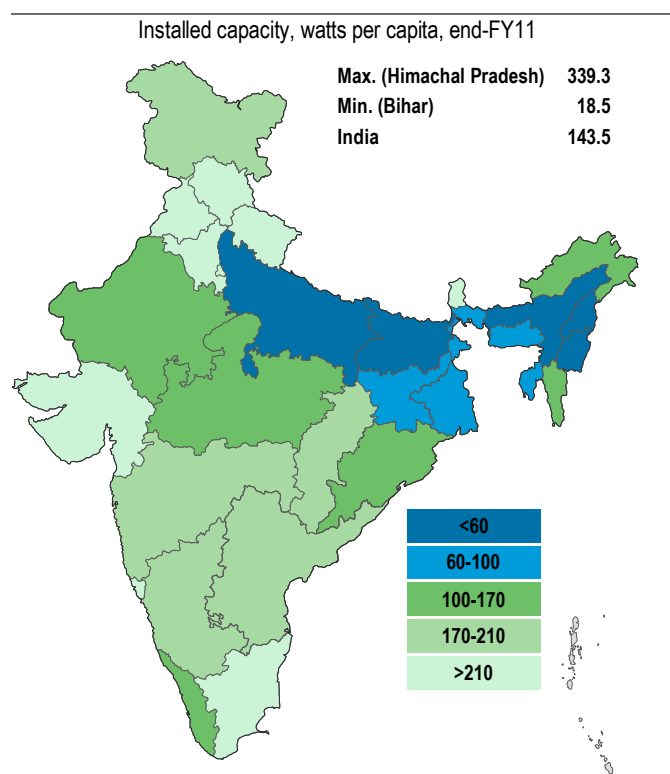 Installed capacity, watts per capita, end-FY11
Max. (Himachal Pradesh) 339.3
Min. (Bihar) 18.5
India 143.5
<60
60-100
100-170
170-210
>210